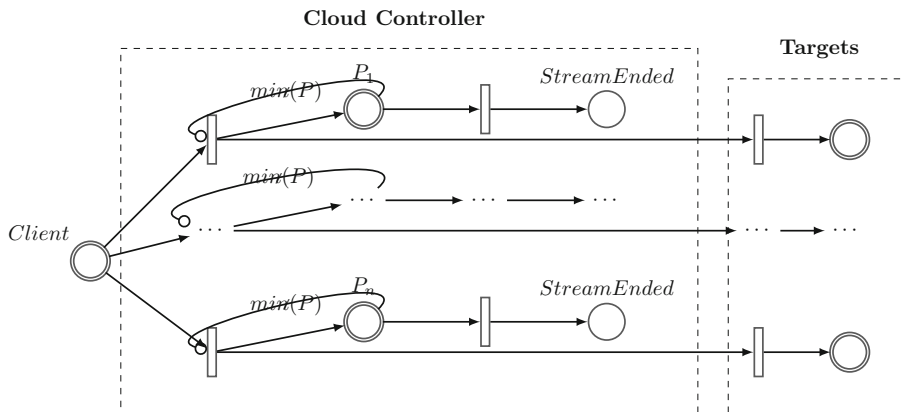 Cloud Controller
Targets
P1
StreamEnded
min(P)
min(P)
... ... ...
Client
... ... ...
Pn
StreamEnded
min(P)